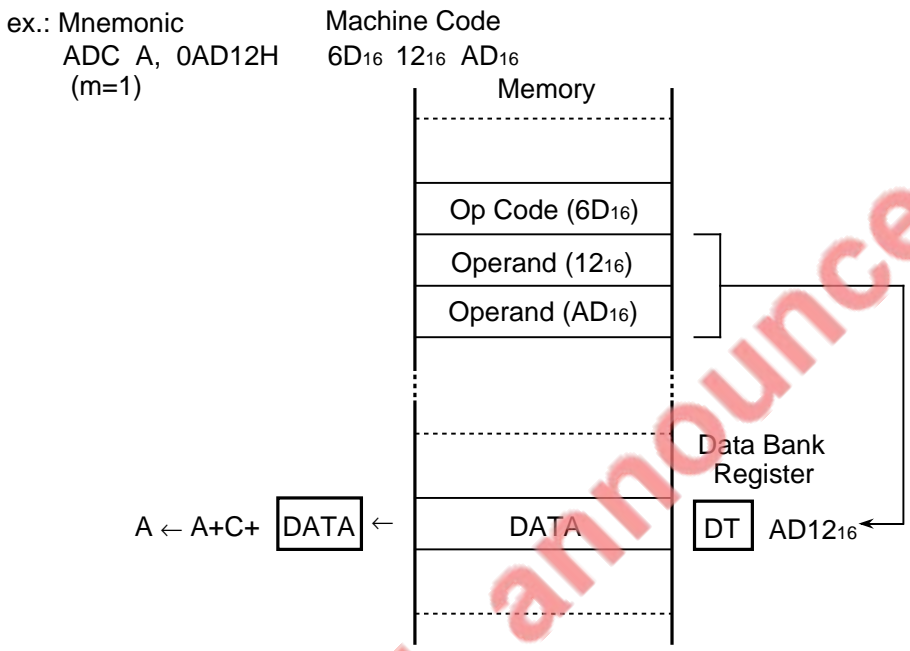 ex.: Mnemonic Machine Code
ADC A, 0AD12H 6D16 1216 AD16
(m=1)
Memory
Op Code (6D16)
Operand (1216)
Operand (AD16)
Data Bank
Register
A ← A+C+ DATA ← DATA DT AD1216
announce